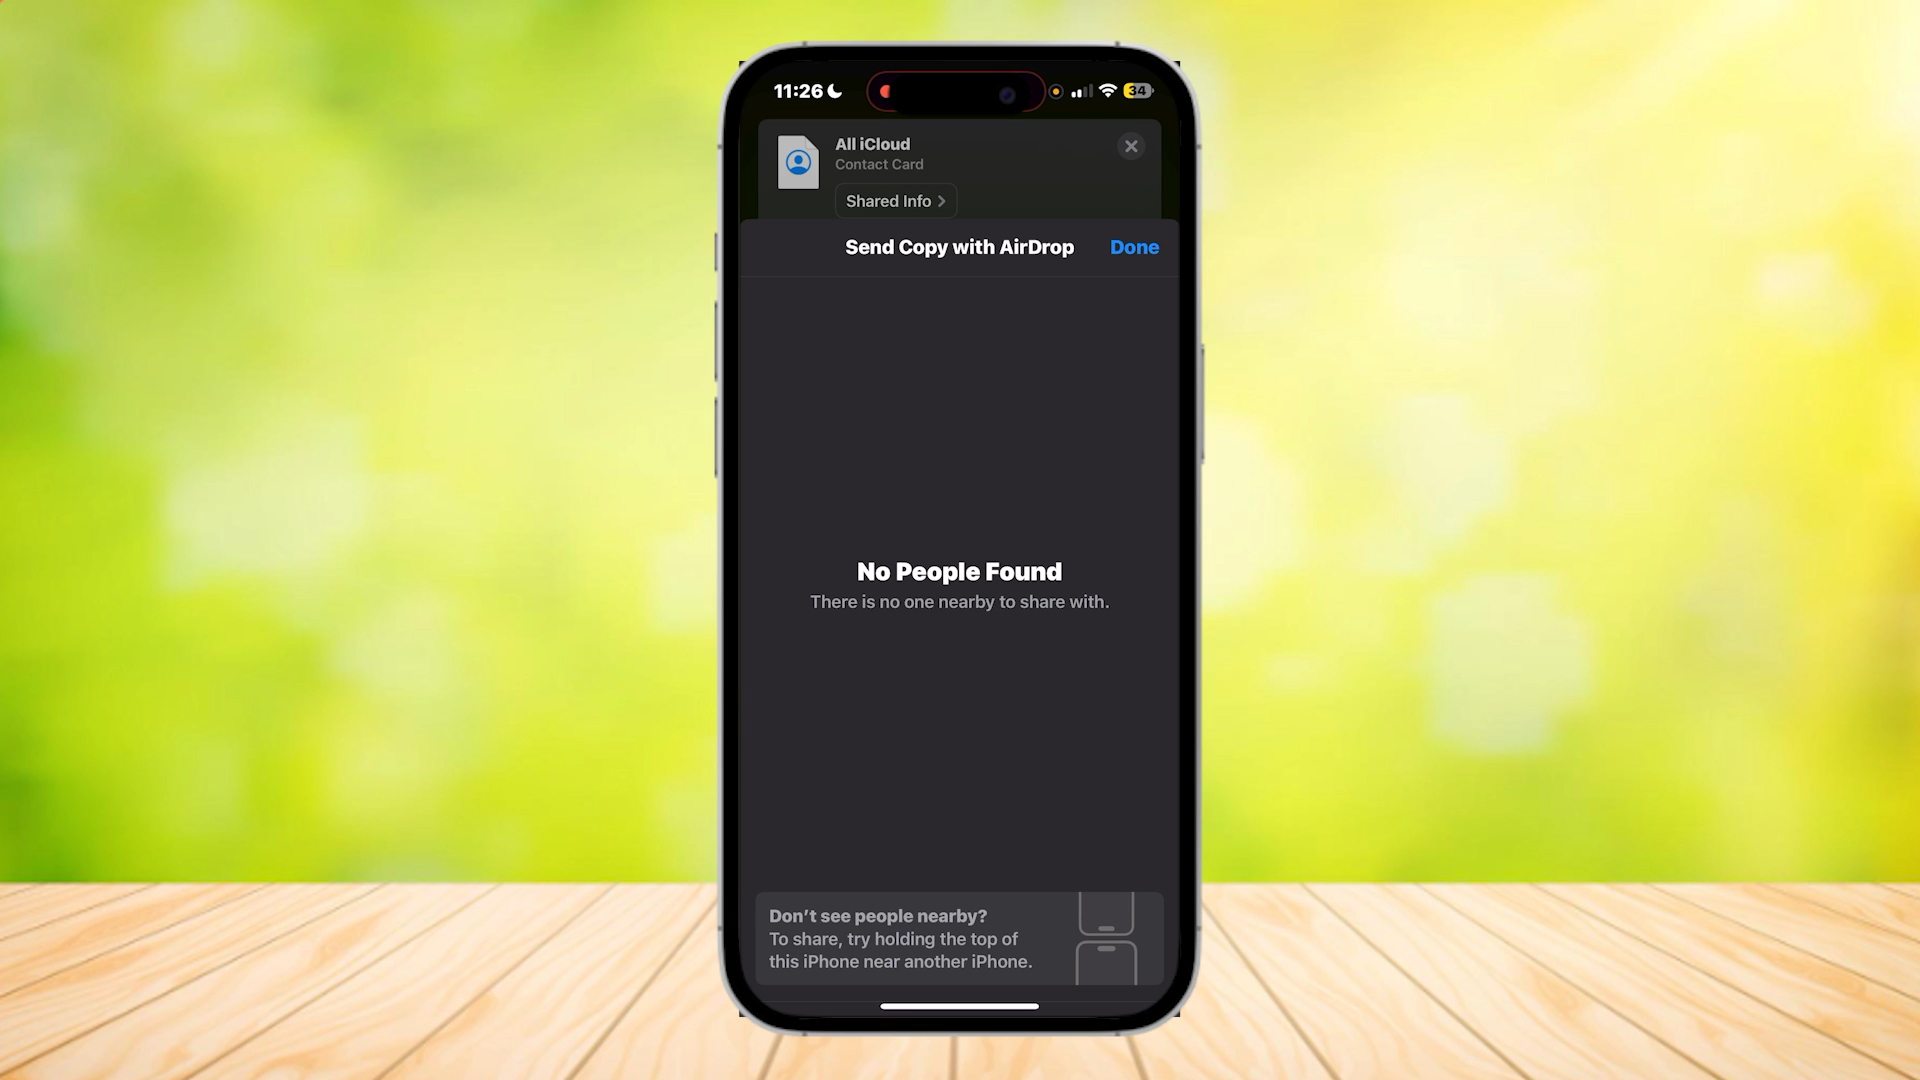 11:26
34
All iCloud
Contact Card
Shared Info
Send Copy with AirDrop
Done
No People Found
There is no one nearby to share with.
Don't see people nearby?
To share, try holding the top of
this iPhone near another iPhone.